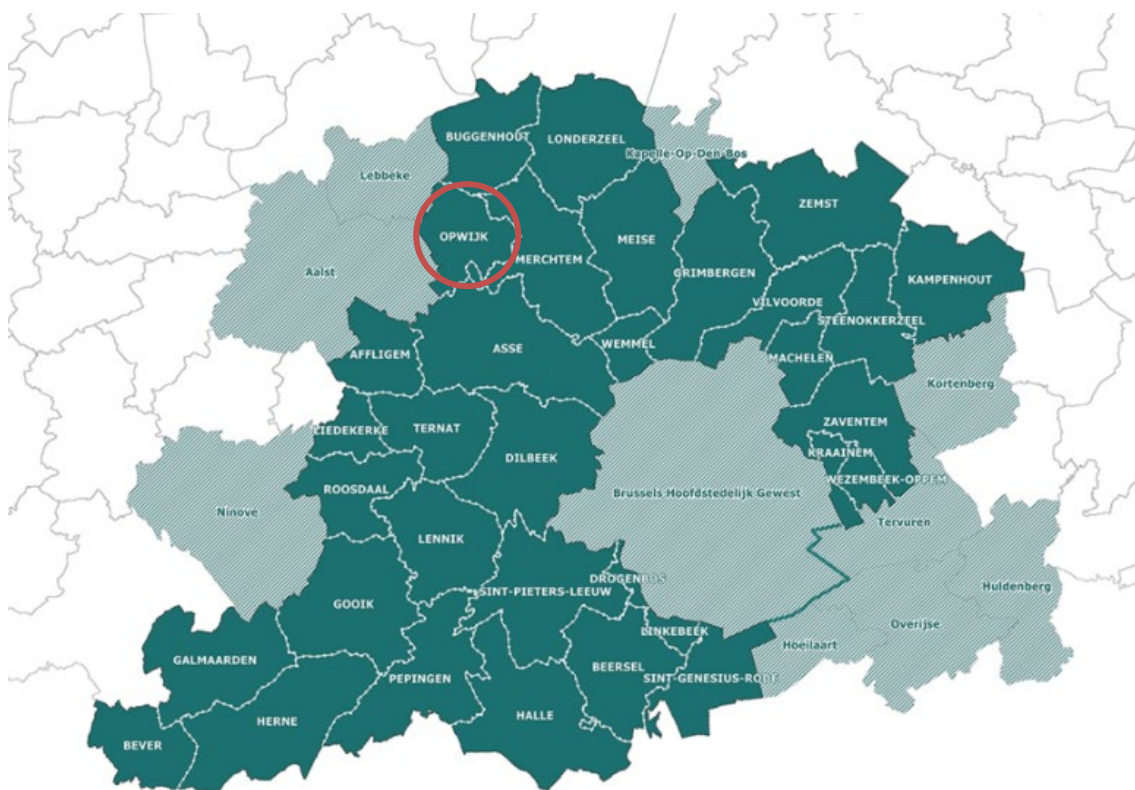 BUGGENHOUT
LONDERZEEL
Kapelle-Op-Den-Bos
Lebbeke
ZEMST
OPWIJK
MEISE
MERCHTEM
Aalst
GRIMBERGEN
KAMPENHOUT
VILVOORDE
STEENOKKERZEEL
WEMMEL
ASSE
AFFLIGEM
MACHELEN
Kortenberg
ZAVENTEM
LIEDEKERKE
TERNAT
KRAAINEM
DILBEEK
WEZEMBEEK-OPPEM
ROOSDAAL
Brussels Hoofdstedelijk Gewest
Ninove
Tervuren
LENNIK
DROGENBOS
SINT-PIETERS-LEEUW
Huldenberg
GOOIK
Overijse
LINKEBEEK
Hoeilaart
GALMAARDEN
BEERSEL
PEPINGEN
SINT-GENESIUS-RODE
HALLE
HERNE
BEVER